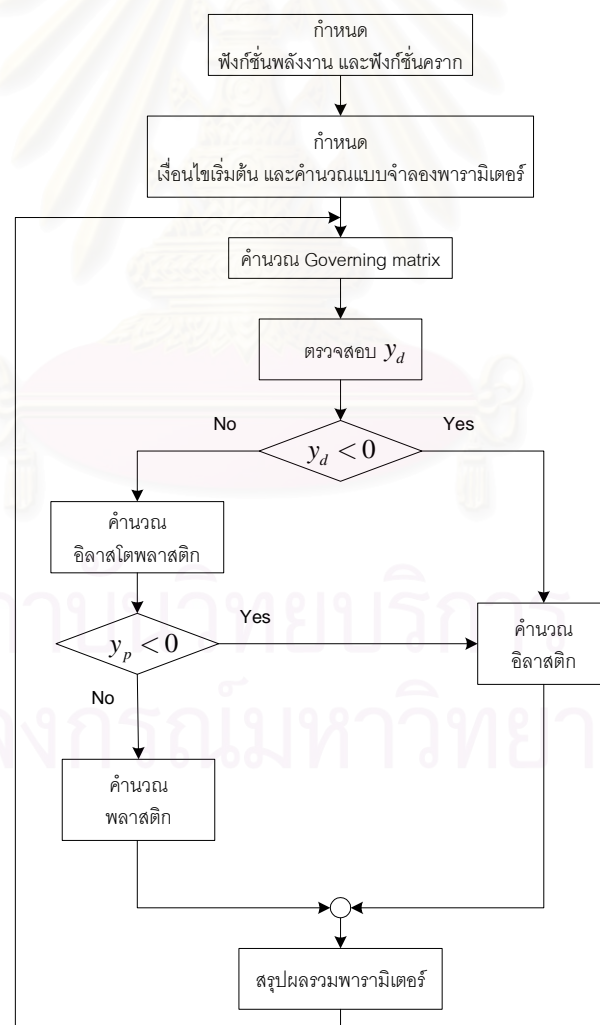 กำหนด
ฟังก์ชั่นพลังงาน และฟังก์ชั่นคราก
กำหนด
เงื่อนไขเริ่มต้น และคำนวณแบบจำลองพารามิเตอร์
คำนวณ Governing matrix
ตรวจสอบ y_d
No
Yes
y_d < 0
คำนวณ
อิลาสโตพลาสติก
Yes
y_p < 0
คำนวณ
อิลาสติก
No
คำนวณ
พลาสติก
สรุปผลรวมพารามิเตอร์